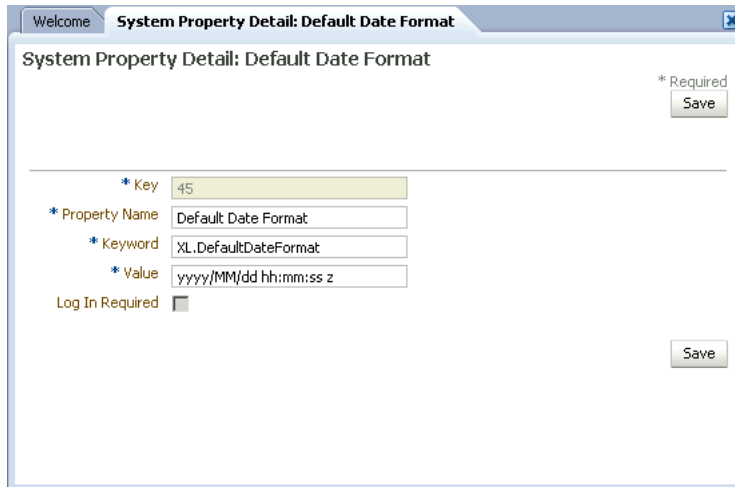 Welcome System Property Detail: Default Date Format
System Property Detail: Default Date Format
* Required
Save
* Key 45
* Property Name Default Date Format
* Keyword XL.DefaultDateFormat
* Value yyyy/MM/dd hh:mm:ss z
Log In Required
Save